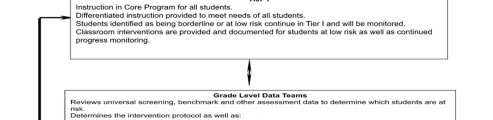 Instruction in Core Program for all students.
Differentiated instruction provided to meet needs of all students.
Students identified as being borderline or at low risk continue in Tier I and will be monitored.
Classroom interventions are provided and documented for students at low risk as well as continued
progress monitoring.
Grade Level Data Teams
Reviews universal screening, benchmark and other assessment data to determine which students are at
risk.
Determines the intervention protocol as well as: